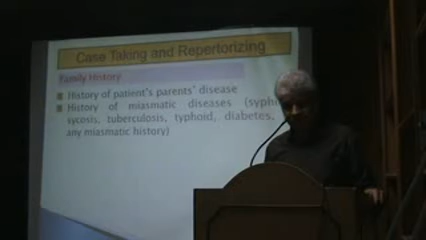 Case Taking and Repertorizing
Family History
History of patient's parents' disease
History of miasmatic diseases
sycosis, tuberculosis, typhoid, diabetes,
any miasmatic history)